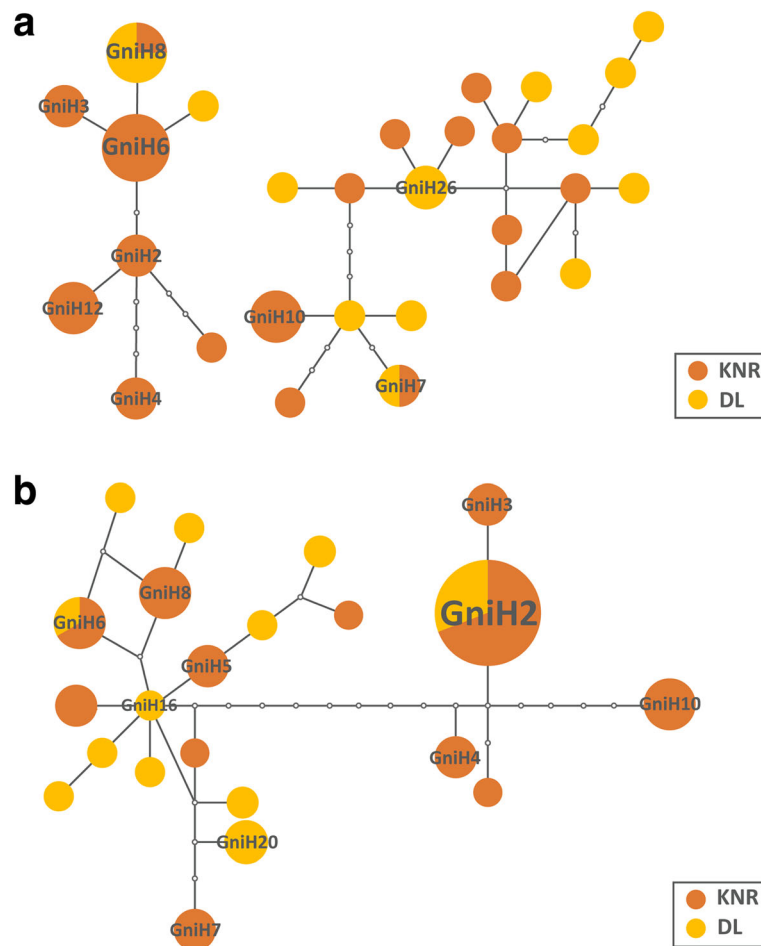 a
GniH8
GniH3
GniH6
GniH2
GniH12
GniH4
GniH26
GniH10
GniH7
KNR
DL
b
GniH3
GniH8
GniH2
GniH6
GniH5
GniH16
GniH10
GniH4
GniH20
GniH7
KNR
DL